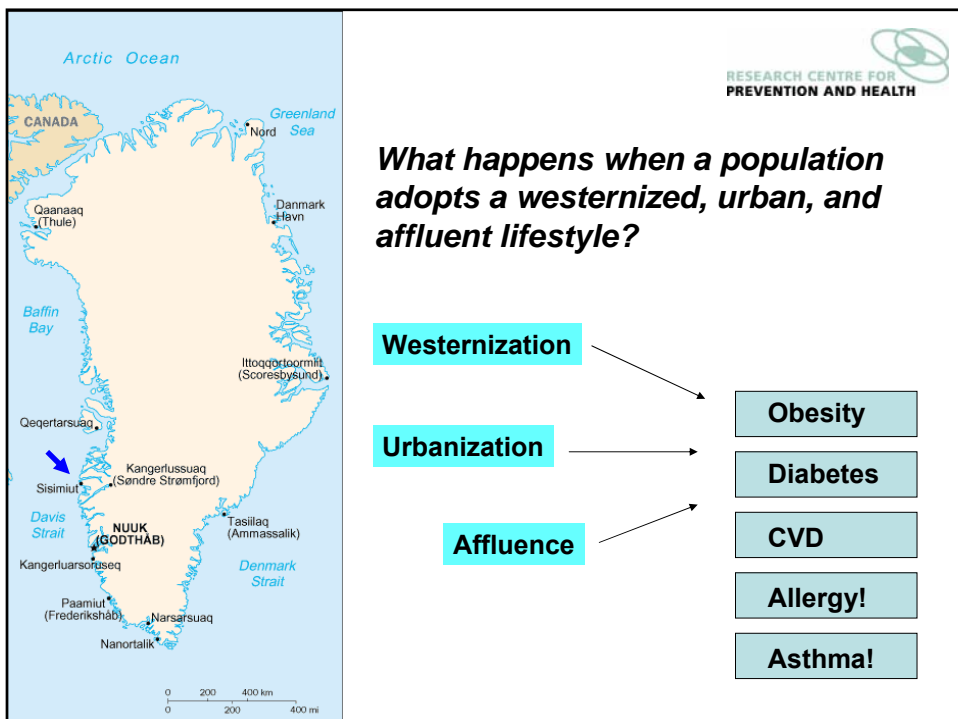 Arctic Ocean
CANADA
Greenland
Sea
Nord
Qaanaaq
(Thule)
Danmark
Havn
Baffin
Bay
Ittoqqortoormiit
(Scoresbysund)
Qeqertarsuaq
Kangerlussuaq
(Søndre Strømfjord)
Sisimiut
Davis
Strait
NUUK
(GODTHÅB)
Tasiilaq
(Ammassalik)
Kangerluarsoruseq
Denmark
Strait
Paamiut
(Frederikshåb)
Narsarsuaq
Nanortalik
0 200 400 km
0 200 400 mi
RESEARCH CENTRE FOR
PREVENTION AND HEALTH
What happens when a population
adopts a westernized, urban, and
affluent lifestyle?
Westernization
Urbanization
Affluence
Obesity
Diabetes
CVD
Allergy!
Asthma!